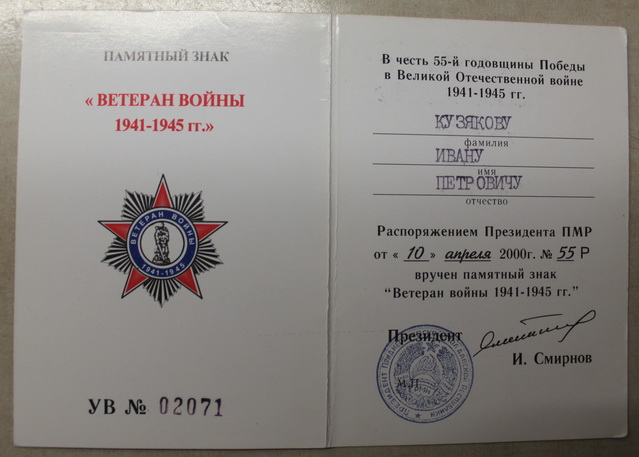 ПАМЯТНЫЙ ЗНАК
« ВЕТЕРАН ВОЙНЫ
1941-1945 гг.»
ВЕТЕРАН ВОЙНЫ
1941-1945
УВ № 02071
В честь 55-й годовщины Победы
в Великой Отечественной войне
1941-1945 гг.
КУЗЯКОВУ
фамилия
ИВАНУ
имя
ПЕТРОВИЧУ
отчество
Распоряжением Президента ПМР
от « 10 » апреля 2000г. № 55 Р
вручен памятный знак
“Ветеран войны 1941-1945 гг.”
Президент
И. Смирнов
М.П.